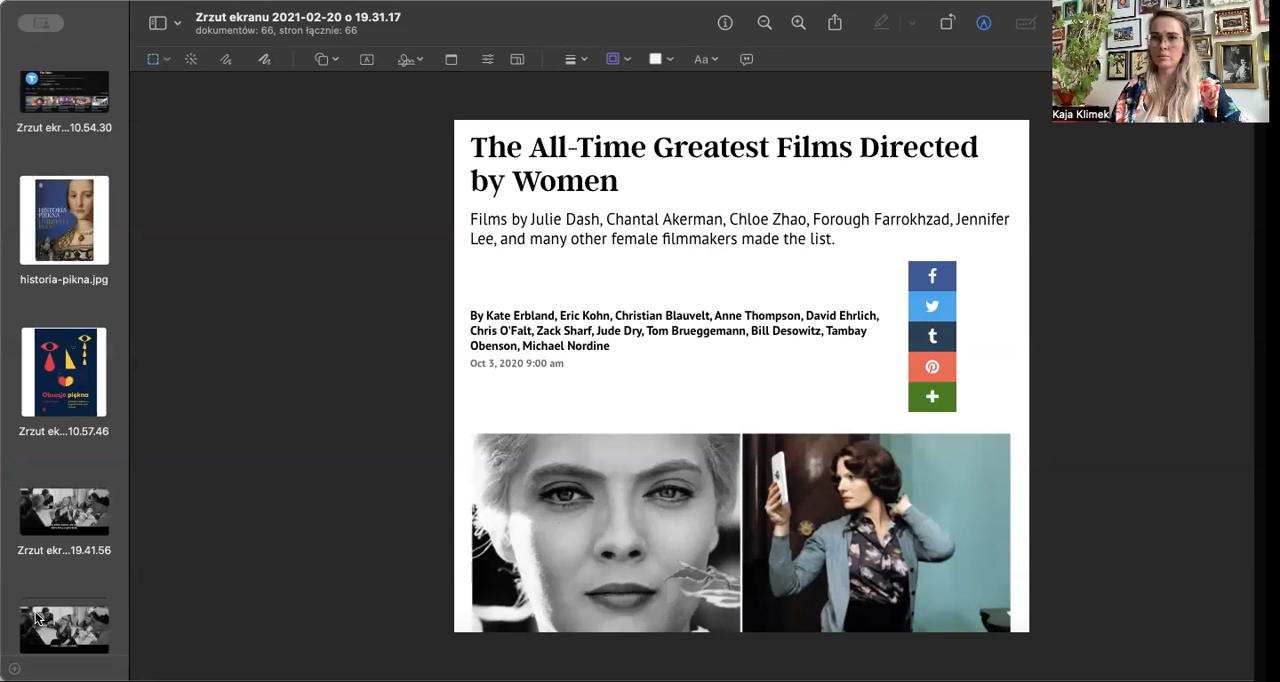 Zrzut ekranu 2021-02-20 o 19.31.17
dokumentów: 66, stron łącznie: 66
Aa
Kaja Klimek
Zrzut ekr...10.54.30
HISTORIA
PIĘKNA
historia-pikna.jpg
Obsesja piękna
Zrzut ek...10.57.46
Zrzut ekr...19.41.56
The All-Time Greatest Films Directed
by Women
Films by Julie Dash, Chantal Akerman, Chloe Zhao, Forough Farrokhzad, Jennifer
Lee, and many other female filmmakers made the list.
By Kate Erbland, Eric Kohn, Christian Blauvelt, Anne Thompson, David Ehrlich,
Chris O'Falt, Zack Sharf, Jude Dry, Tom Brueggemann, Bill Desowitz, Tambay
Obenson, Michael Nordine
Oct 3, 2020 9:00 am